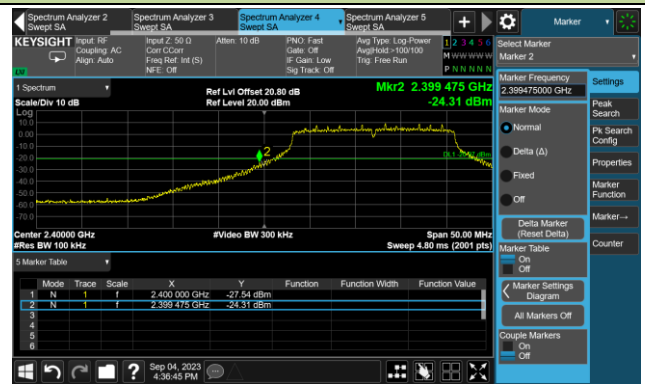 Spectrum Analyzer 2
Swept SA
Spectrum Analyzer 3
Swept SA
Spectrum Analyzer 4
Swept SA
Spectrum Analyzer 5
Swept SA
+
Marker
KEYSIGHT
Input: RF
Coupling: AC
Align: Auto
Input Z: 50 Ω
Corr CCorr
Freq Ref: Int (S)
NFE: Off
Atten: 10 dB
PNO: Fast
Gate: Off
IF Gain: Low
Sig Track: Off
Avg Type: Log-Power
Avg|Hold:>100/100
Trig: Free Run
1 2 3 4 5 6
M W W W W W
P N N N N N
LXI
Select Marker
Marker 2
1 Spectrum
Scale/Div 10 dB
Ref Lvl Offset 20.80 dB
Ref Level 20.00 dBm
Mkr2 2.399 475 GHz
-24.31 dBm
Log
10.0
0.00
-10.0
-20.0
-30.0
-40.0
-50.0
-60.0
-70.0
2
Center 2.40000 GHz
#Res BW 100 kHz
#Video BW 300 kHz
Span 50.00 MHz
Sweep 4.80 ms (2001 pts)
5 Marker Table
Mode Trace Scale X Y Function Function Width Function Value
1 N 1 f 2.400 000 GHz -27.54 dBm
2 N 1 f 2.399 475 GHz -24.31 dBm
3
4
5
6
Marker Frequency
2.399475000 GHz
Marker Mode
Normal
Delta (Δ)
Fixed
Off
Delta Marker
(Reset Delta)
Marker Table
On
Off
Marker Settings
Diagram
All Markers Off
Couple Markers
On
Off
Settings
Peak
Search
Pk Search
Config
Properties
Marker
Function
Marker→
Counter
?
Sep 04, 2023
4:36:45 PM